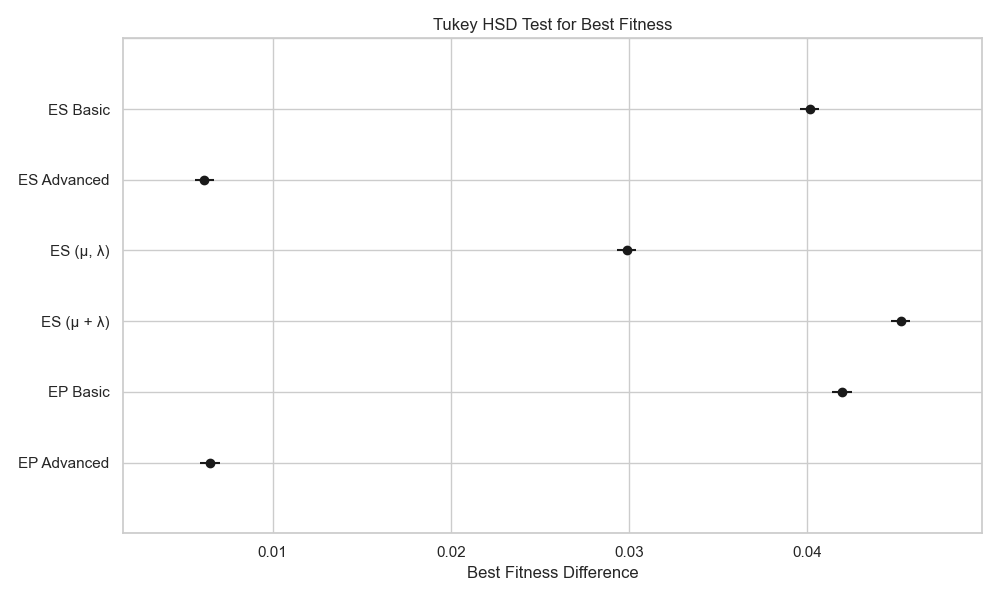 Tukey HSD Test for Best Fitness
ES Basic
ES Advanced
ES (μ, λ)
ES (μ + λ)
EP Basic
EP Advanced
0.01 0.02 0.03 0.04
Best Fitness Difference